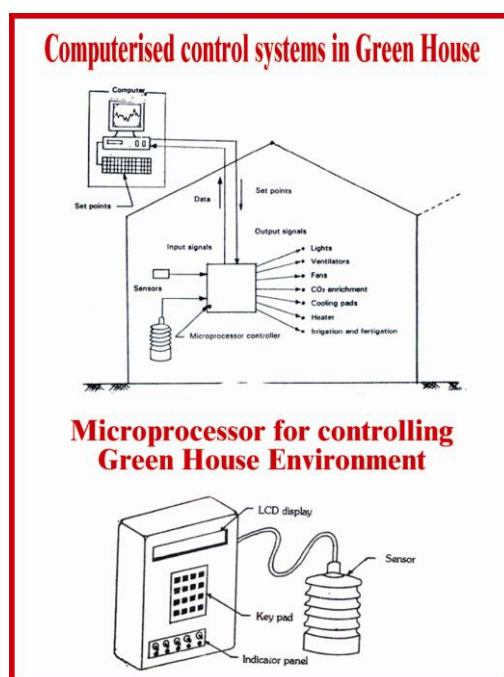 Computerised control systems in Green House
Computer
Set points
Data
Set points
Input signals
Output signals
Sensors
Microprocessor controller
Lights
Ventilators
Fans
CO₂ enrichment
Cooling pads
Heater
Irrigation and fertigation
Microprocessor for controlling
Green House Environment
LCD display
Sensor
Key pad
Indicator panel